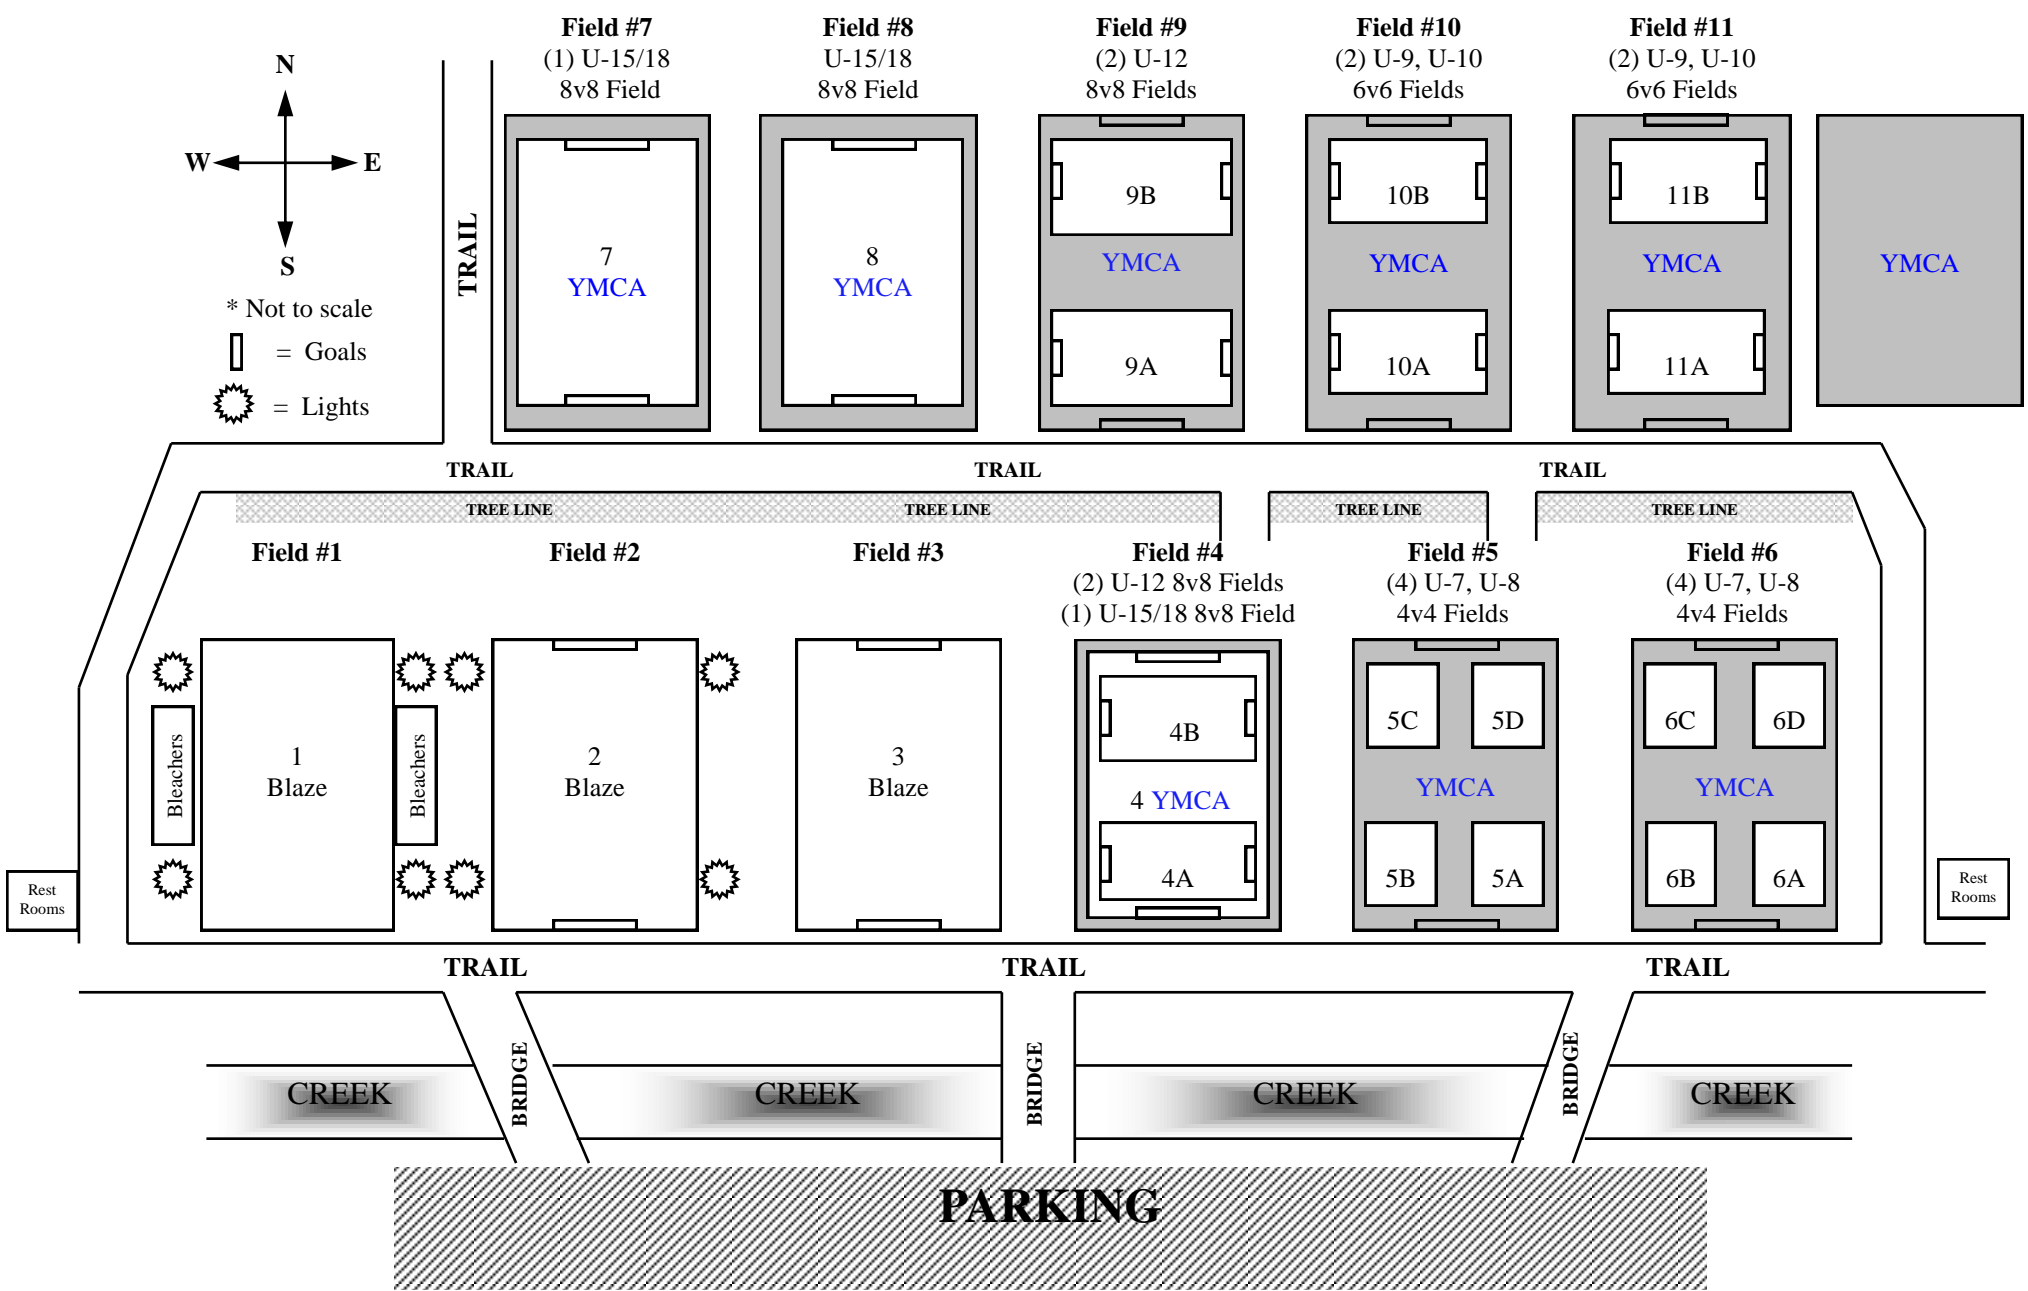 Field #7
(1) U-15/18
8v8 Field
Field #8
U-15/18
8v8 Field
Field #9
(2) U-12
8v8 Fields
Field #10
(2) U-9, U-10
6v6 Fields
Field #11
(2) U-9, U-10
6v6 Fields
N
W
E
S
* Not to scale
= Goals
= Lights
TRAIL
7
YMCA
8
YMCA
9B
YMCA
9A
10B
YMCA
10A
11B
YMCA
11A
YMCA
TRAIL
TRAIL
TRAIL
TREE LINE
TREE LINE
TREE LINE
TREE LINE
Field #1
Field #2
Field #3
Field #4
(2) U-12 8v8 Fields
(1) U-15/18 8v8 Field
Field #5
(4) U-7, U-8
4v4 Fields
Field #6
(4) U-7, U-8
4v4 Fields
Bleachers
1
Blaze
Bleachers
2
Blaze
3
Blaze
4B
4 YMCA
4A
5C
5D
YMCA
5B
5A
6C
6D
YMCA
6B
6A
Rest
Rooms
Rest
Rooms
TRAIL
TRAIL
TRAIL
BRIDGE
BRIDGE
BRIDGE
CREEK
CREEK
CREEK
CREEK
PARKING